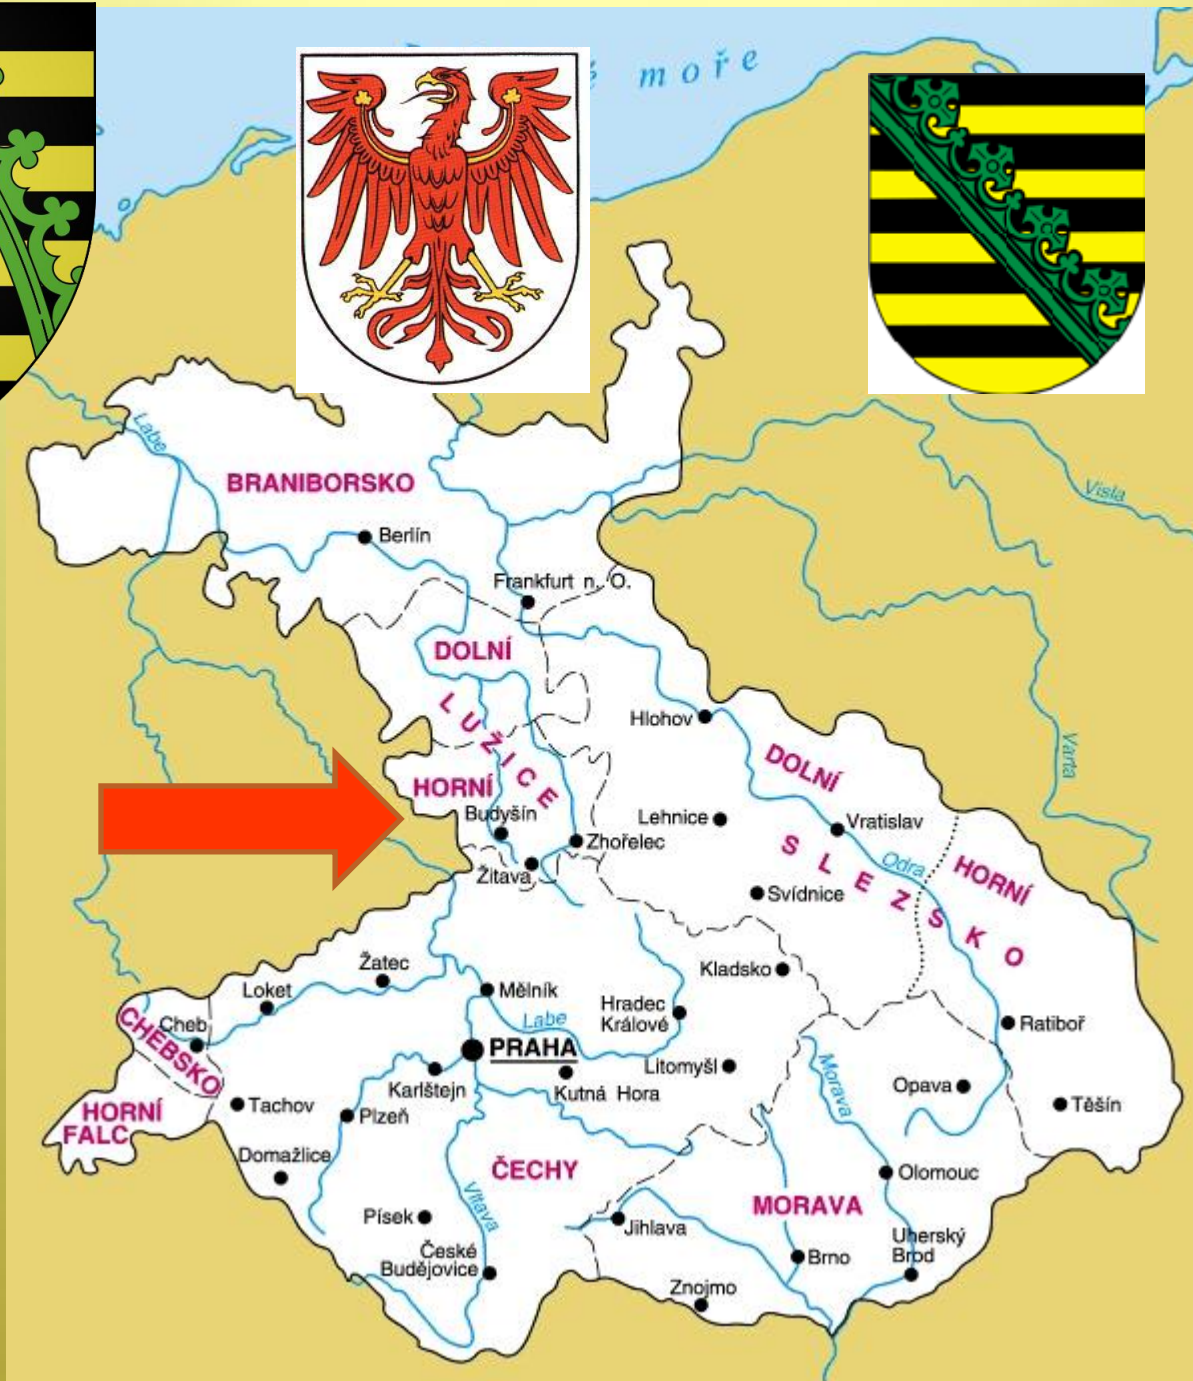 moře
Labe
BRANIBORSKO
Visla
Berlín
Frankfurt n. O.
DOLNÍ
LUŽICE
Hlohov
DOLNÍ
Varta
HORNÍ
Budyšín
Lehnice
Vratislav
Zhořelec
SLEZSKO
Odra
HORNÍ
Žitava
Svídnice
Žatec
Kladsko
Loket
Mělník
Hradec
Králové
Labe
Ratiboř
Cheb
CHEBSKO
PRAHA
Litomyšl
Morava
Karlštejn
Kutná Hora
Opava
HORNÍ
FALC
Tachov
Plzeň
Těšín
Domažlice
ČECHY
Olomouc
Vltava
MORAVA
Písek
Jihlava
České
Budějovice
Brno
Uherský
Brod
Znojmo